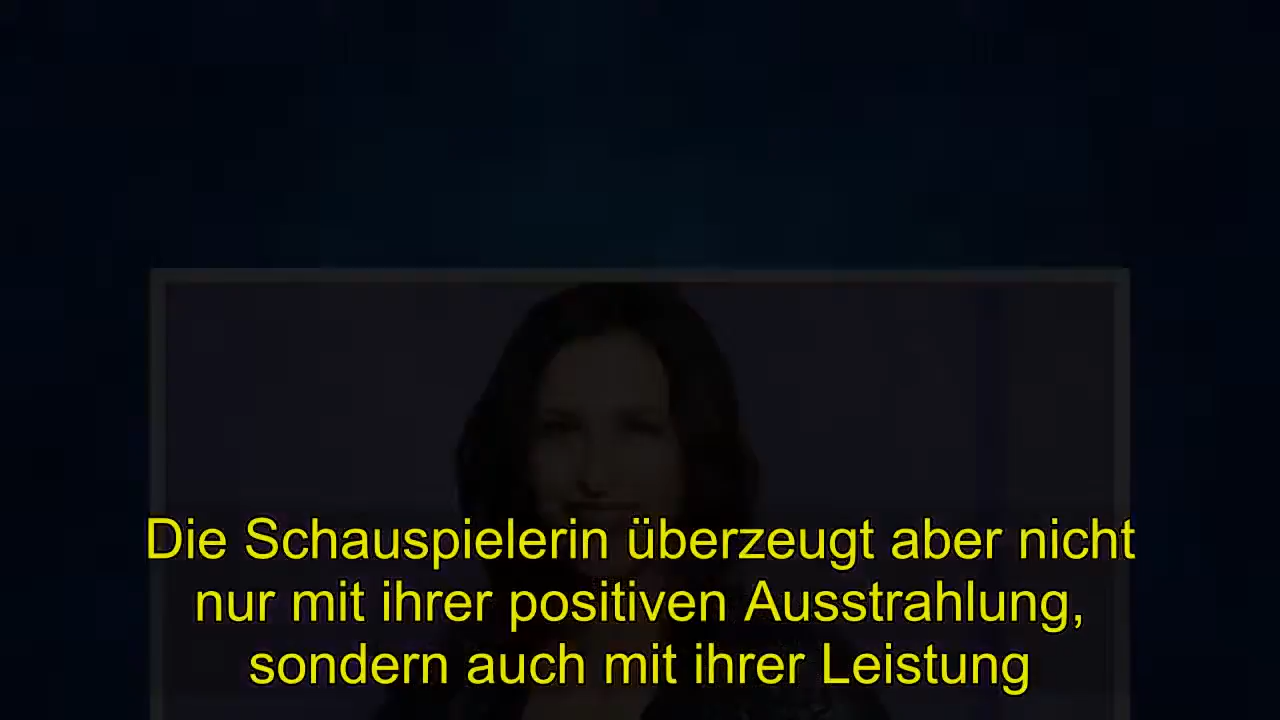 Die Schauspielerin überzeugt aber nicht
nur mit ihrer positiven Ausstrahlung,
sondern auch mit ihrer Leistung